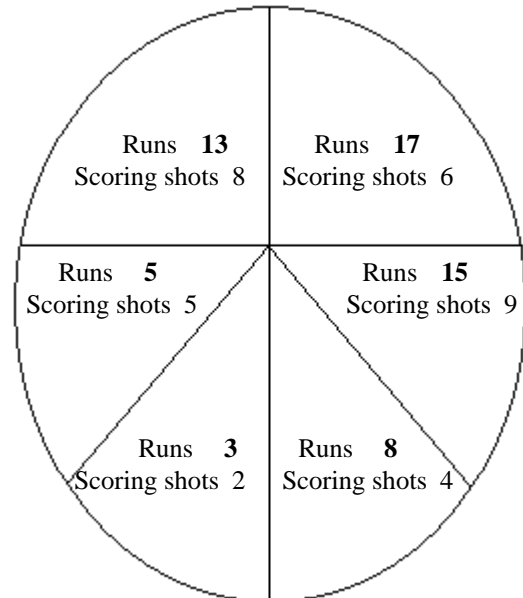 Runs 13
Scoring shots 8
Runs 17
Scoring shots 6
Runs 5
Scoring shots 5
Runs 15
Scoring shots 9
Runs 3
Scoring shots 2
Runs 8
Scoring shots 4